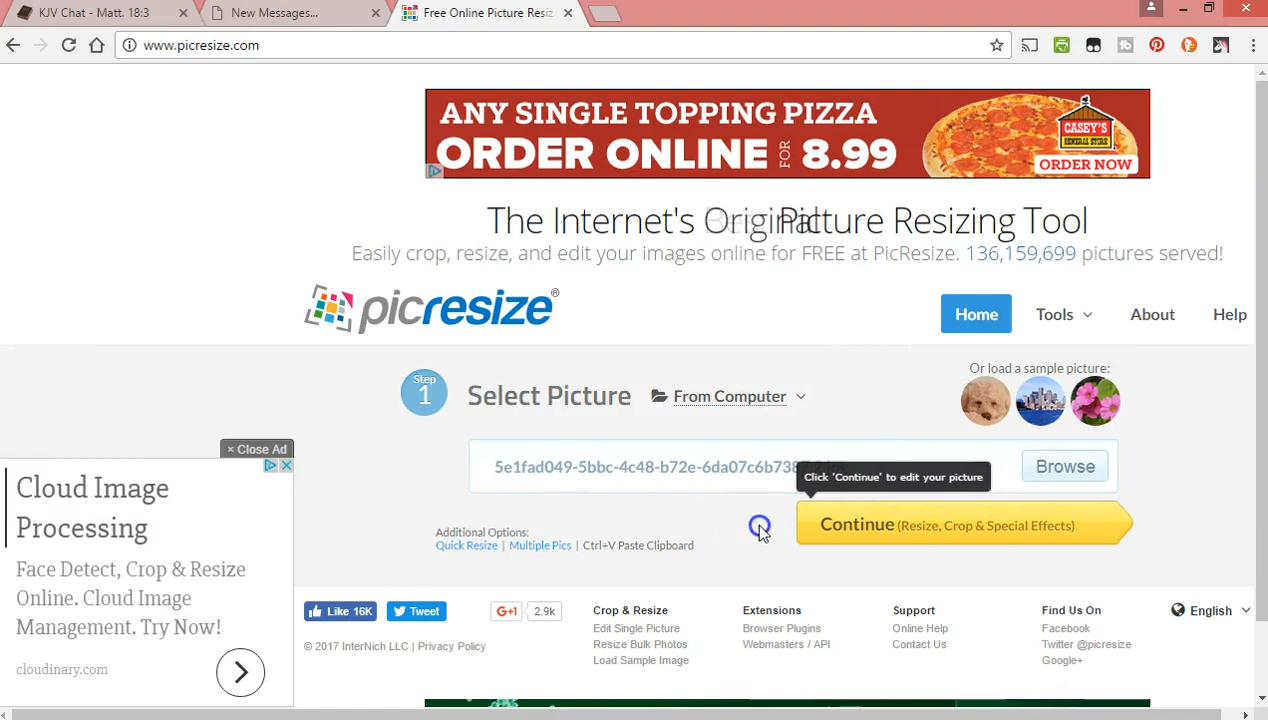 KJV Chat - Matt. 18:3
New Messages...
Free Online Picture Resiz
www.picresize.com
ANY SINGLE TOPPING PIZZA
ORDER ONLINE FOR 8.99
CASEY'S
GENERAL STORE
ORDER NOW
The Internet's Original Picture Resizing Tool
Easily crop, resize, and edit your images online for FREE at PicResize. 136,159,699 pictures served!
picresize®
Home
Tools
About
Help
Step
1
Select Picture
From Computer
Or load a sample picture:
5e1fad049-5bbc-4c48-b72e-6da07c6b738
Browse
Click 'Continue' to edit your picture
Continue (Resize, Crop & Special Effects)
Additional Options:
Quick Resize | Multiple Pics | Ctrl+V Paste Clipboard
× Close Ad
Cloud Image
Processing
Face Detect, Crop & Resize
Online. Cloud Image
Management. Try Now!
cloudinary.com
Like 16K
Tweet
G+1
2.9k
© 2017 InterNich LLC | Privacy Policy
Crop & Resize
Edit Single Picture
Resize Bulk Photos
Load Sample Image
Extensions
Browser Plugins
Webmasters / API
Support
Online Help
Contact Us
Find Us On
Facebook
Twitter @picresize
Google+
English